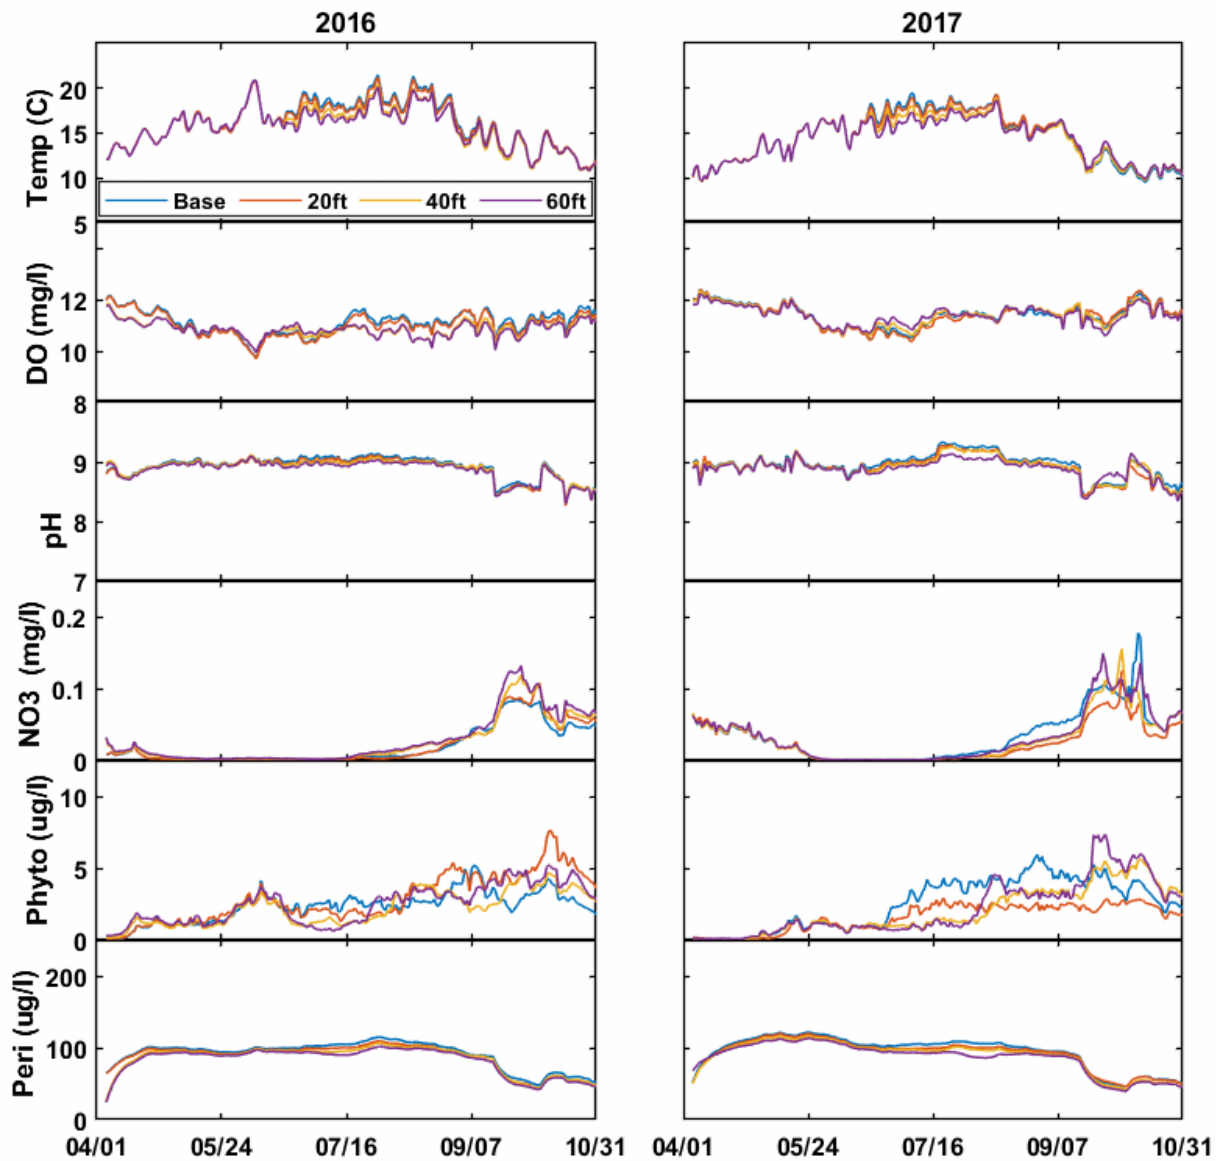 2016 2017
Temp (C)
20
15
10
5
Base 20ft 40ft 60ft
DO (mg/l)
12
10
8
pH
9
8
7
NO3 (mg/l)
0.2
0.1
0
Phyto (ug/l)
10
5
0
Peri (ug/l)
200
100
0
04/01 05/24 07/16 09/07 10/31 04/01 05/24 07/16 09/07 10/31